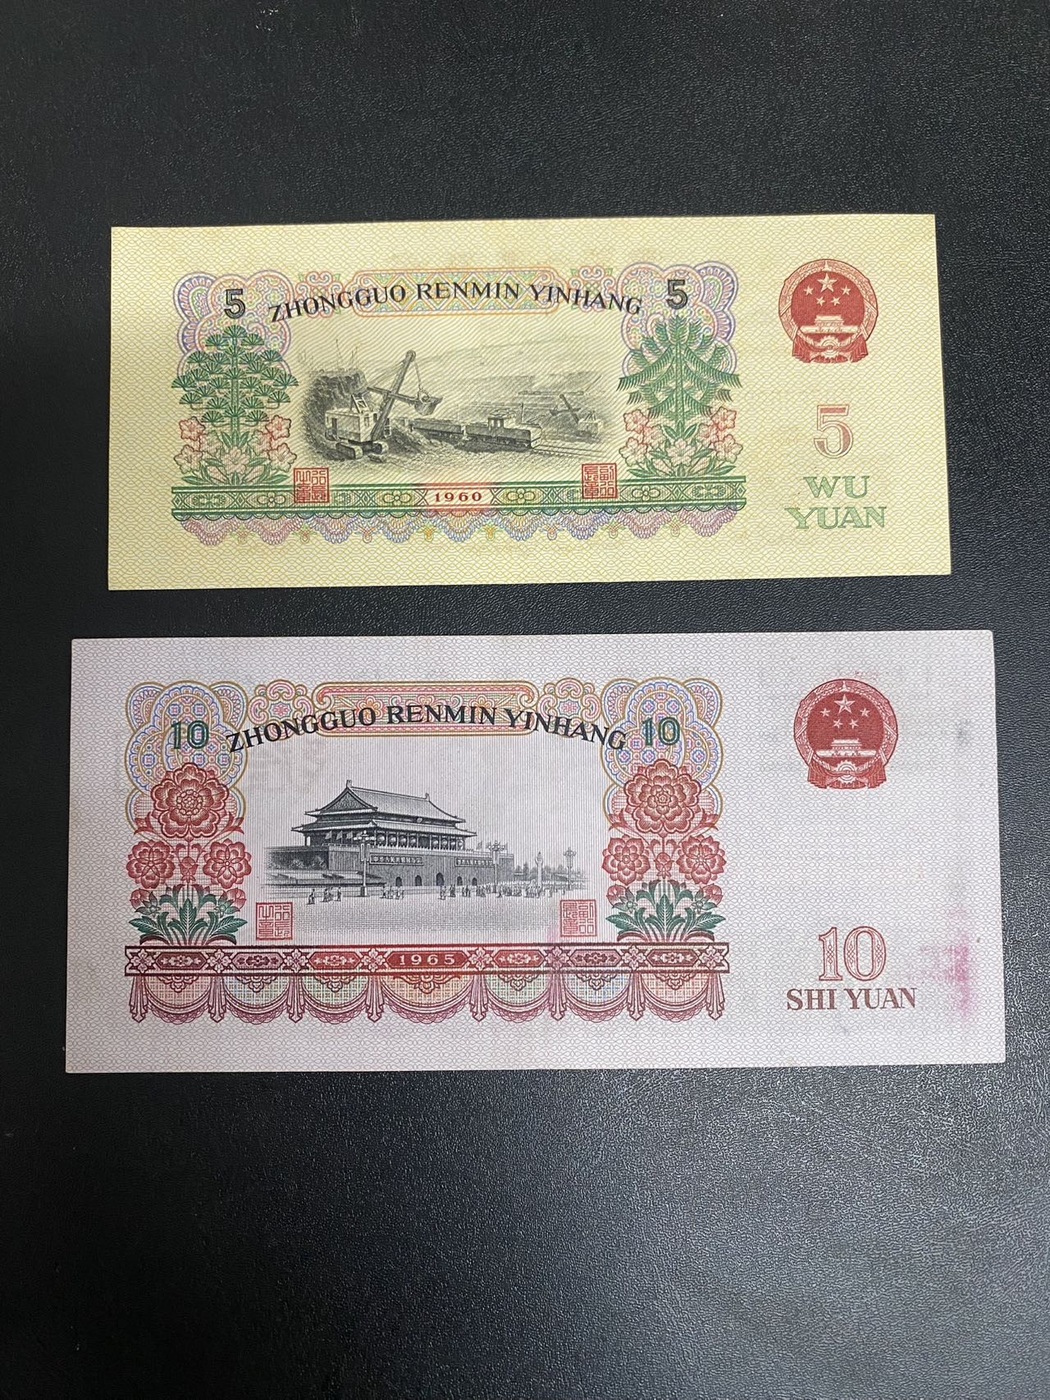 5 ZHONGGUO RENMIN YINHANG 5
5
WU
YUAN
1960
10 ZHONGGUO RENMIN YINHANG 10
1965
10
SHI YUAN